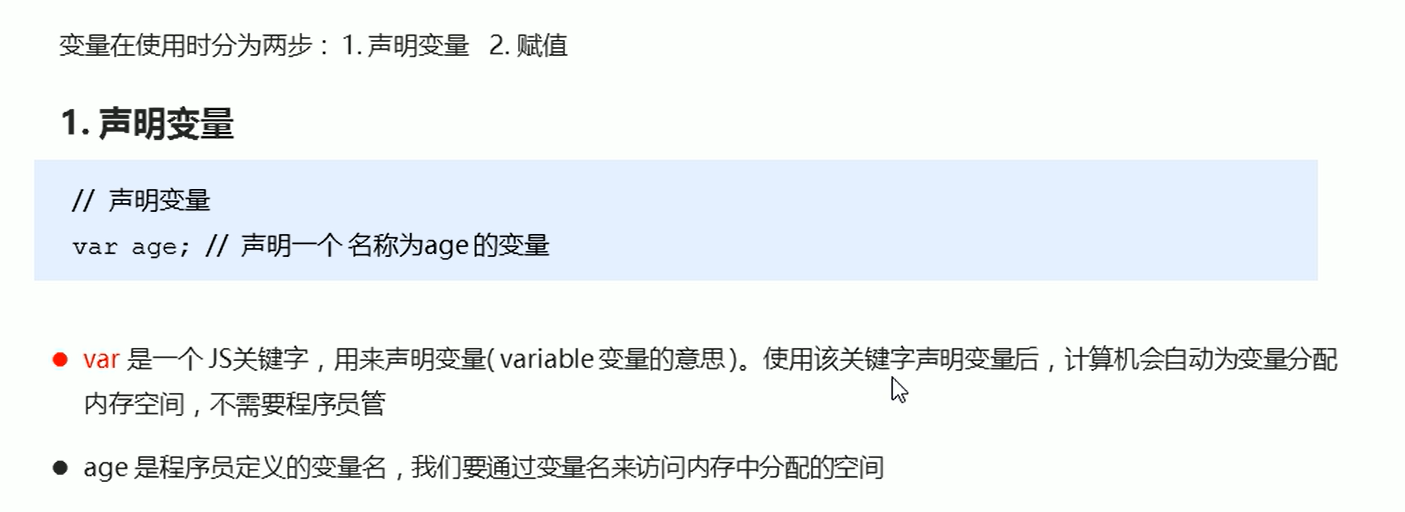 变量在使用时分为两步：1. 声明变量 2. 赋值
1. 声明变量
// 声明变量
var age; // 声明一个 名称为age 的变量
var 是一个 JS关键字，用来声明变量( variable 变量的意思 )。使用该关键字声明变量后，计算机会自动为变量分配
内存空间，不需要程序员管
age 是程序员定义的变量名，我们要通过变量名来访问内存中分配的空间